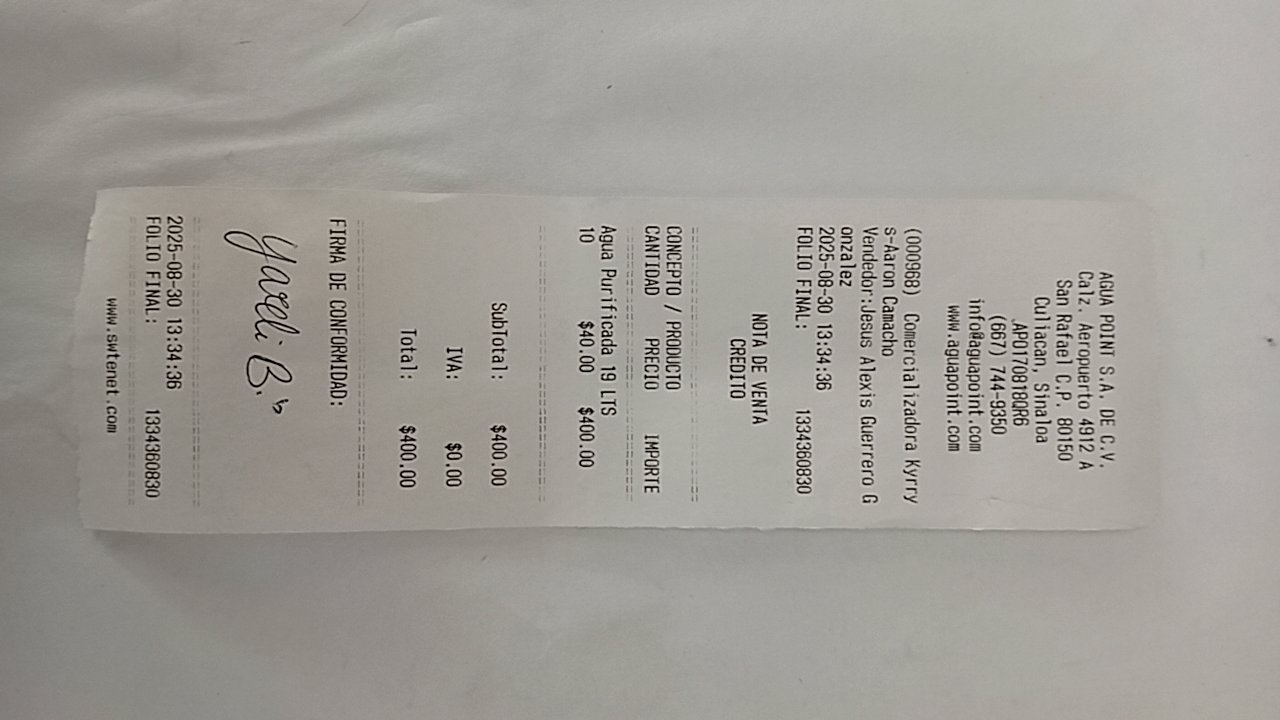 AGUA POINT S.A. DE C.V.
Calz. Aeropuerto 4912 A
San Rafael C.P. 80150
Culiacan, Sinaloa
APO170818QR6
(667) 744-9350
info@aguapoint.com
www.aguapoint.com
(000968) Comercializadora Kyrry
s-Aaron Camacho
Vendedor:Jesus Alexis Guerrero G
onzalez
2025-08-30 13:34:36
FOLIO FINAL: 1334360830
NOTA DE VENTA
CREDITO
CONCEPTO / PRODUCTO
CANTIDAD PRECIO IMPORTE
Agua Purificada 19 LTS
10 $40.00 $400.00
SubTotal: $400.00
IVA: $0.00
Total: $400.00
FIRMA DE CONFORMIDAD:
Yareli B.
2025-08-30 13:34:36
FOLIO FINAL: 1334360830
www.swtenet.com